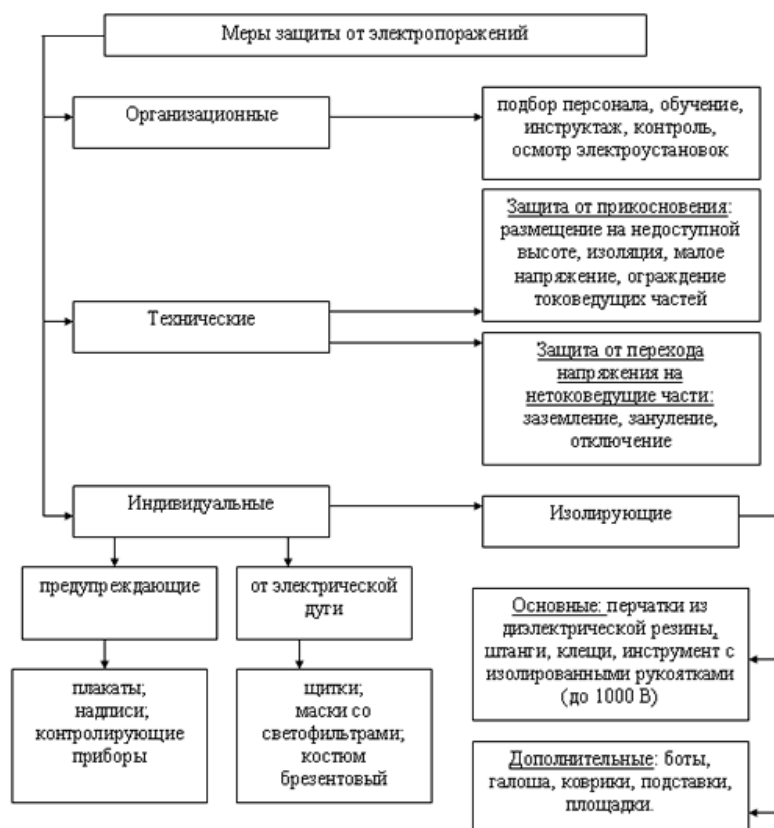 Меры защиты от электропоражений
Организационные
подбор персонала, обучение,
инструктаж, контроль,
осмотр электроустановок
Защита от прикосновения:
размещение на недоступной
высоте, изоляция, малое
напряжение, ограждение
токоведущих частей
Технические
Защита от перехода
напряжения на
нетоковедущие части:
заземление, зануление,
отключение
Индивидуальные
Изолирующие
предупреждающие
от электрической
дуги
Основные: перчатки из
диэлектрической резины,
штанги, клещи, инструмент с
изолированными рукоятками
(до 1000 В)
плакаты;
надписи;
контролирующие
приборы
щитки;
маски со
светофильтрами;
костюм
брезентовый
Дополнительные: боты,
галоша, коврики, подставки,
площадки.